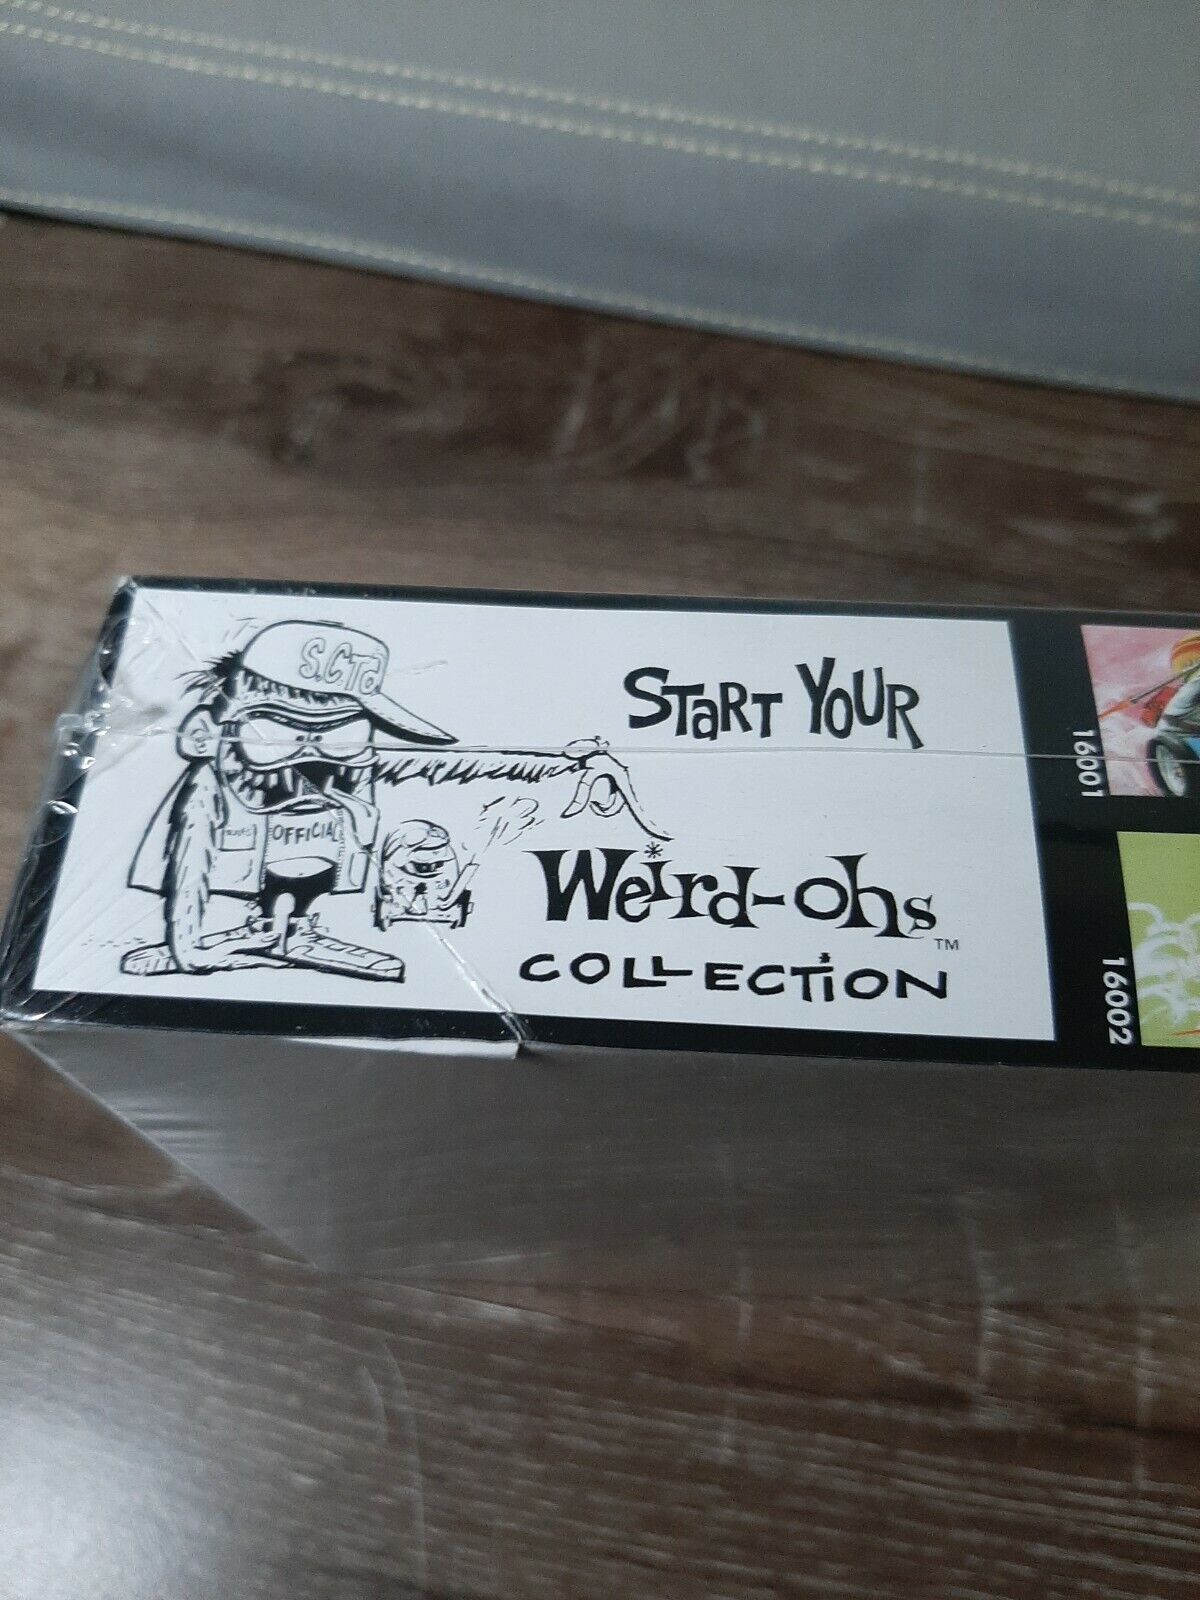 S.CTa
OFFICIAL
START YOUR
Weird-ohs™
COLLECTION
16001
16002